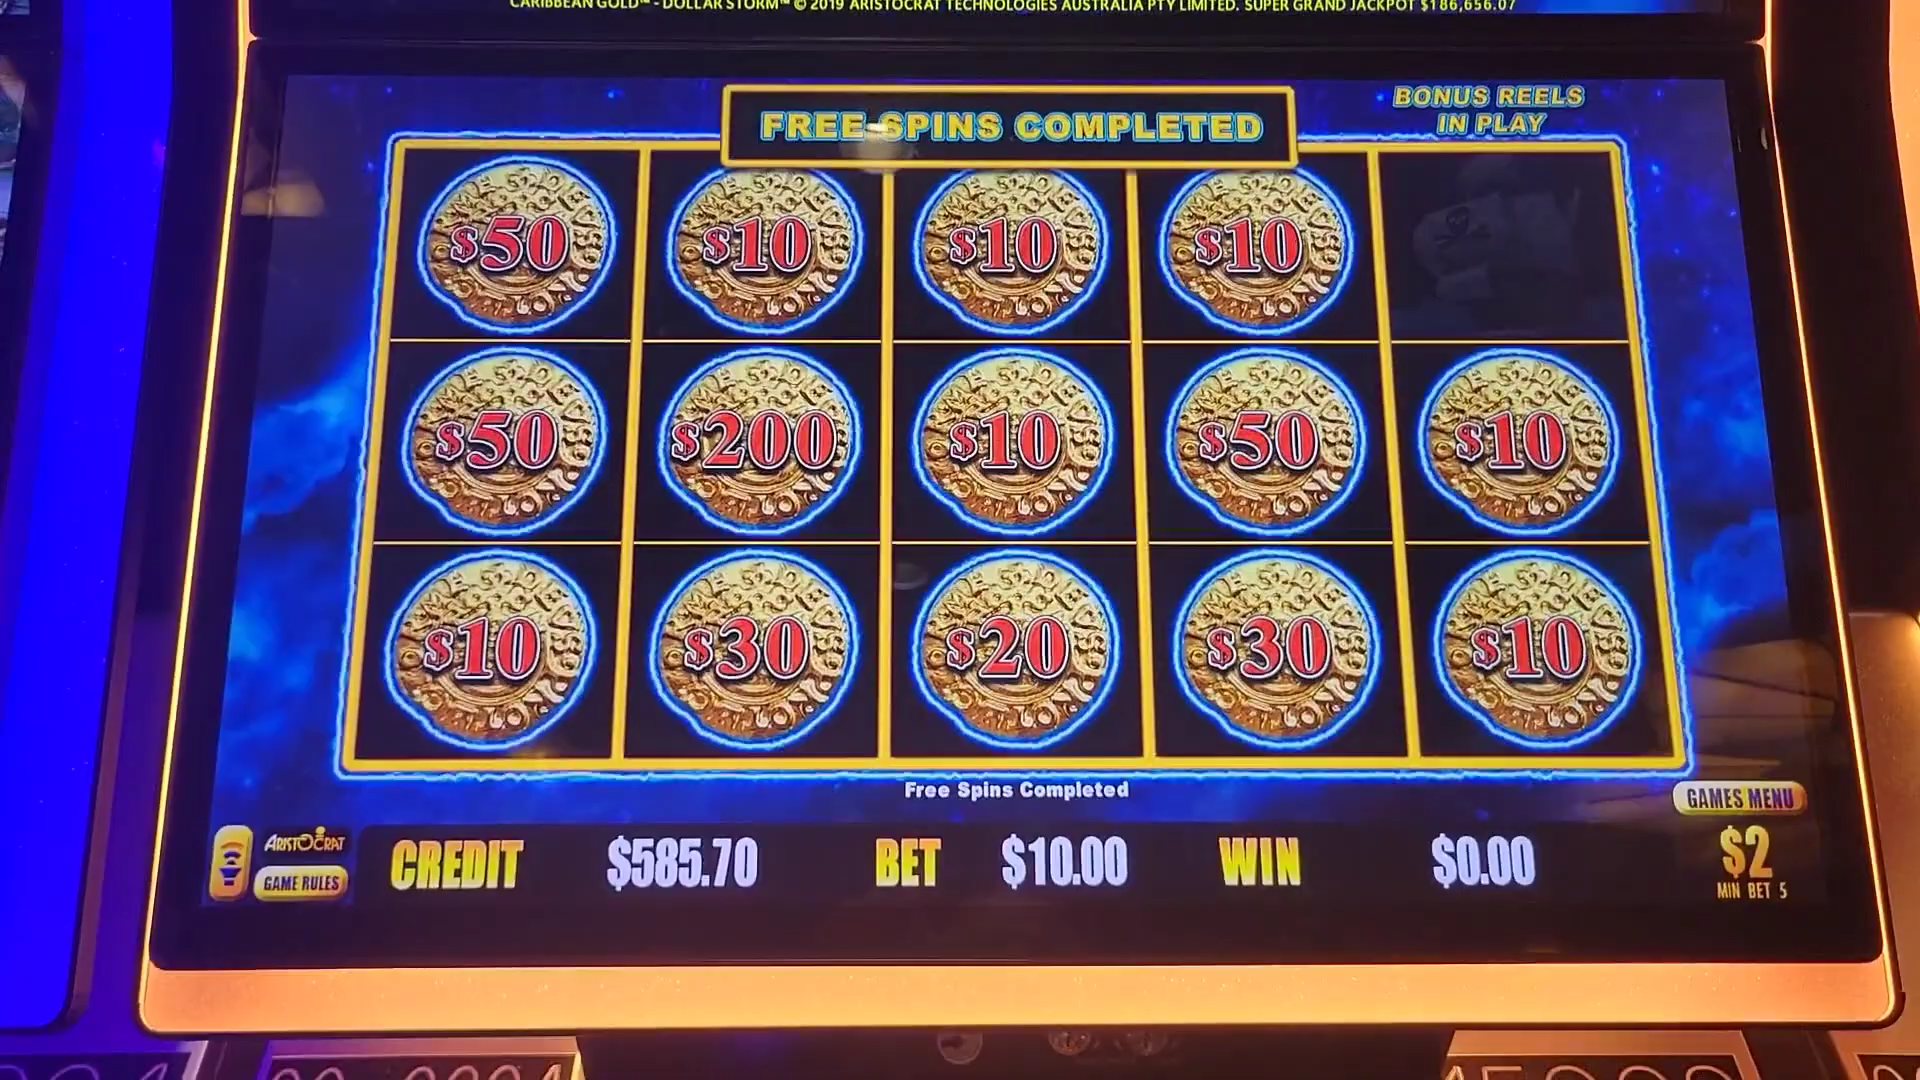 CARIBBEAN GOLD™ - DOLLAR STORM™ © 2019 ARISTOCRAT TECHNOLOGIES AUSTRALIA PTY LIMITED. SUPER GRAND JACKPOT $186,656.07
FREE SPINS COMPLETED
BONUS REELS
IN PLAY
$50 $10 $10 $10
$50 $200 $10 $50 $10
$10 $30 $20 $30 $10
Free Spins Completed
GAMES MENU
ARISTOCRAT
GAME RULES
CREDIT $585.70 BET $10.00 WIN $0.00
$2
MIN BET 5